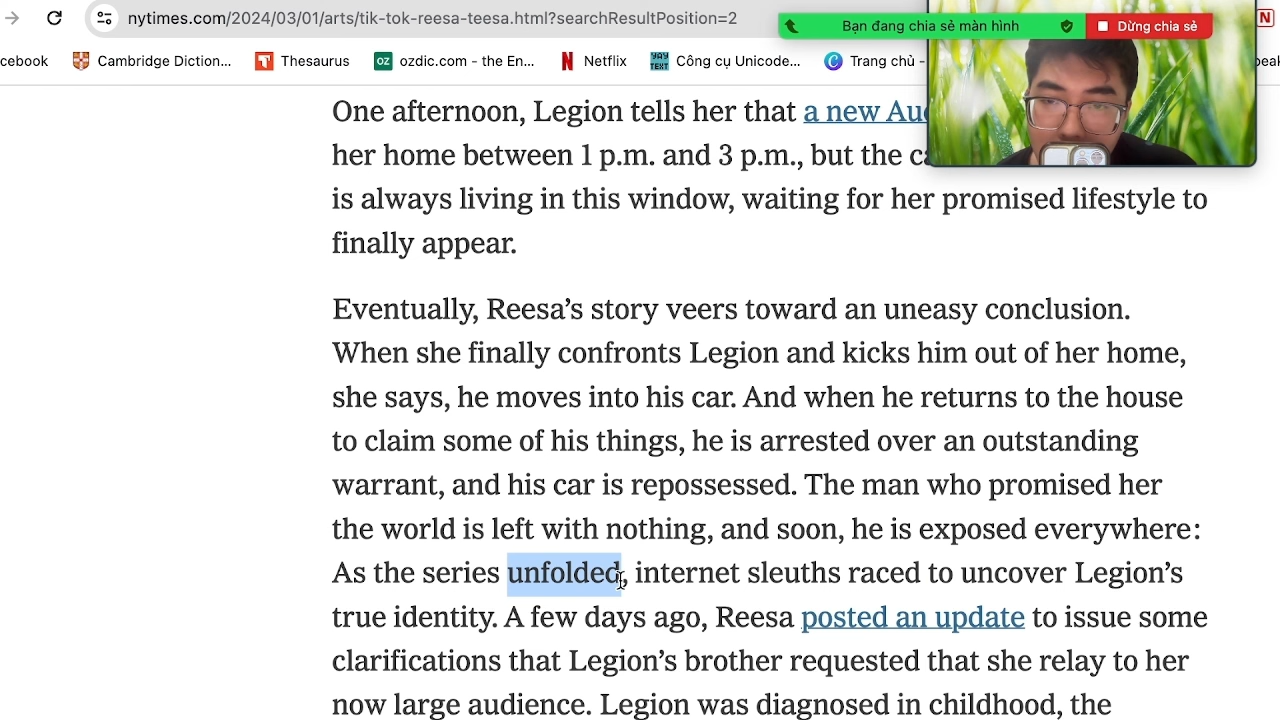 nytimes.com/2024/03/01/arts/tik-tok-reesa-teesa.html?searchResultPosition=2
Bạn đang chia sẻ màn hình
Dừng chia sẻ
N
cebook
Cambridge Diction...
T
Thesaurus
OZ
ozdic.com - the En...
N
Netflix
YAY
TEXT
Công cụ Unicode...
C
Trang chủ -
peak
One afternoon, Legion tells her that a new Au
her home between 1 p.m. and 3 p.m., but the ca
is always living in this window, waiting for her promised lifestyle to
finally appear.
Eventually, Reesa’s story veers toward an uneasy conclusion.
When she finally confronts Legion and kicks him out of her home,
she says, he moves into his car. And when he returns to the house
to claim some of his things, he is arrested over an outstanding
warrant, and his car is repossessed. The man who promised her
the world is left with nothing, and soon, he is exposed everywhere:
As the series unfolded, internet sleuths raced to uncover Legion’s
true identity. A few days ago, Reesa posted an update to issue some
clarifications that Legion’s brother requested that she relay to her
now large audience. Legion was diagnosed in childhood, the